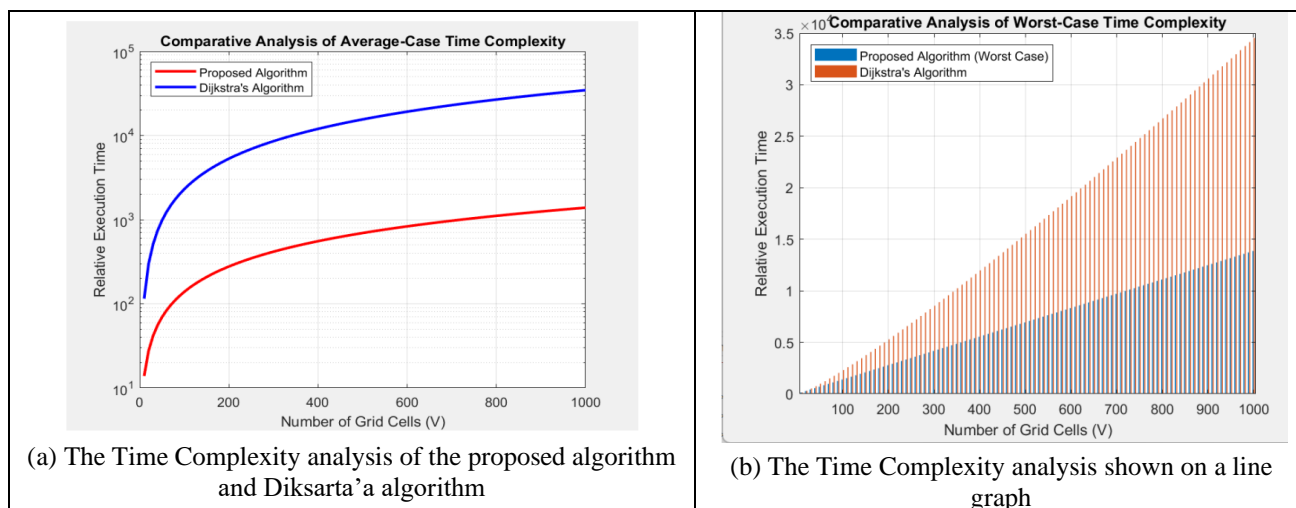 Comparative Analysis of Average-Case Time Complexity
Proposed Algorithm
Dijkstra's Algorithm
Relative Execution Time
10^5
10^4
10^3
10^2
10^1
0 200 400 600 800 1000
Number of Grid Cells (V)
(a) The Time Complexity analysis of the proposed algorithm
and Diksarta'a algorithm
×10^4
Comparative Analysis of Worst-Case Time Complexity
Proposed Algorithm (Worst Case)
Dijkstra's Algorithm
Relative Execution Time
3.5
3
2.5
2
1.5
1
0.5
0
100 200 300 400 500 600 700 800 900 1000
Number of Grid Cells (V)
(b) The Time Complexity analysis shown on a line
graph